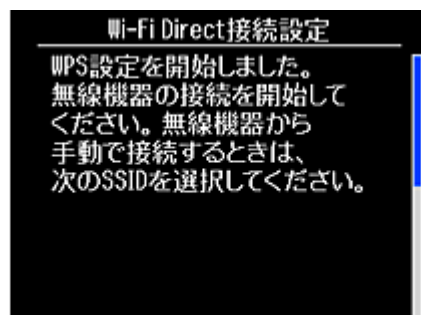 Wi-Fi Direct接続設定
WPS設定を開始しました。
無線機器の接続を開始して
ください。無線機器から
手動で接続するときは、
次のSSIDを選択してください。